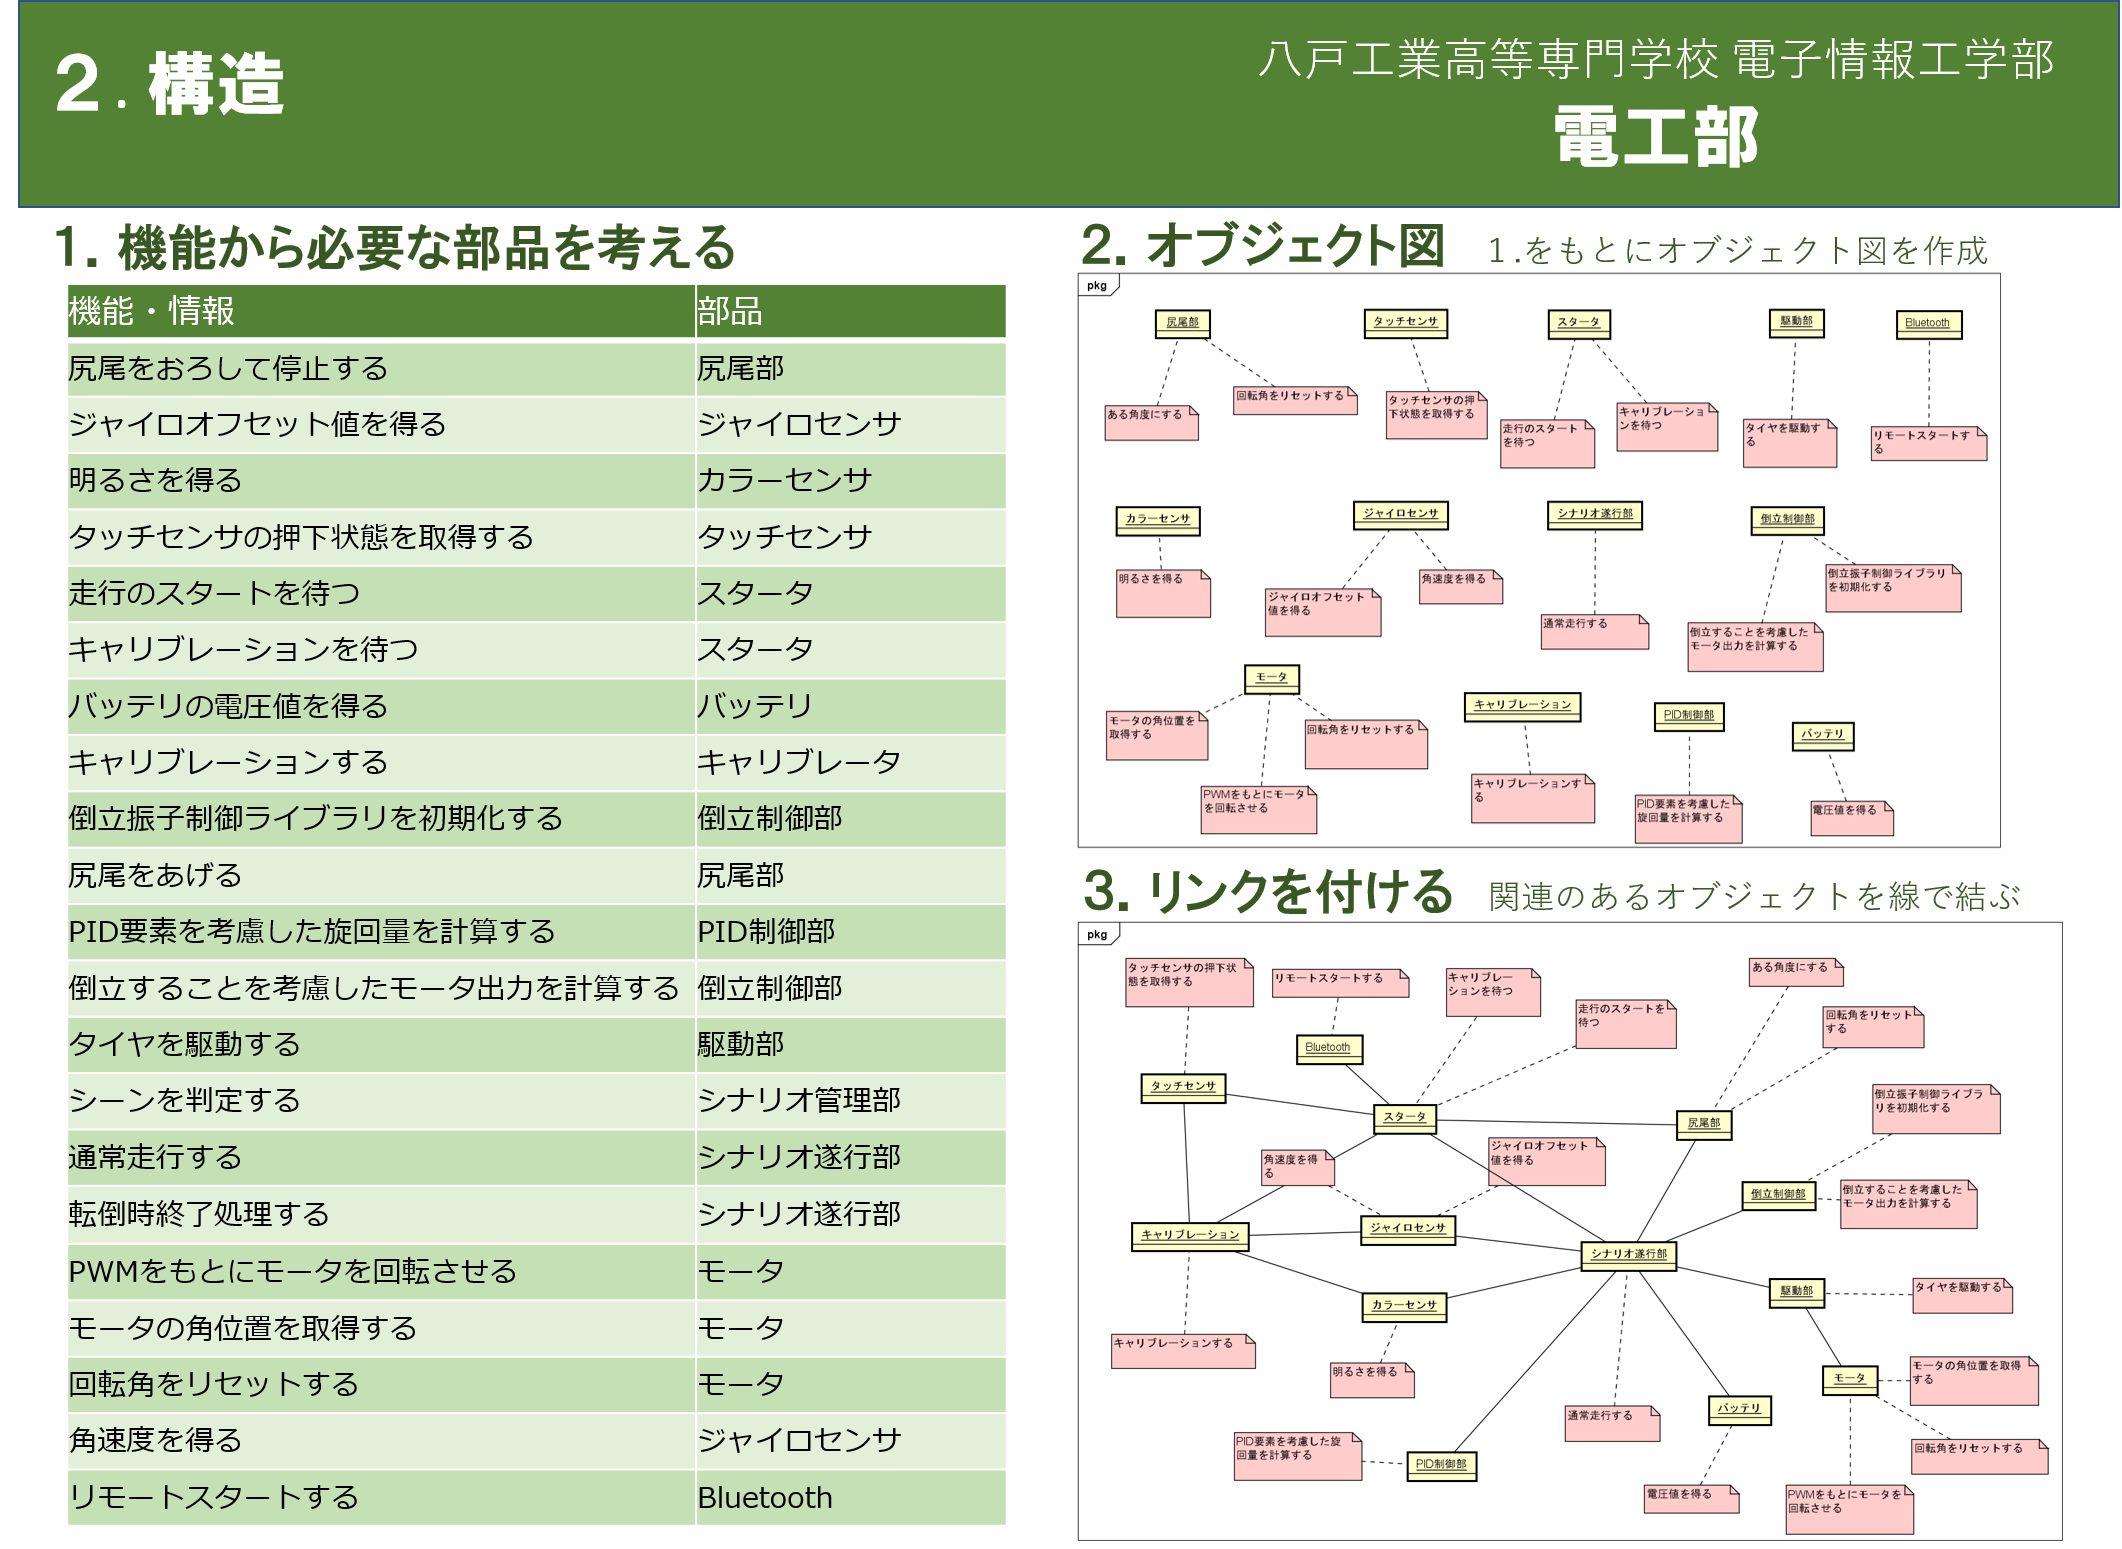 2．構造
八戸工業高等専門学校 電子情報工学部
電工部
1. 機能から必要な部品を考える
機能・情報 部品
尻尾をおろして停止する 尻尾部
ジャイロオフセット値を得る ジャイロセンサ
明るさを得る カラーセンサ
タッチセンサの押下状態を取得する タッチセンサ
走行のスタートを待つ スタータ
キャリブレーションを待つ スタータ
バッテリの電圧値を得る バッテリ
キャリブレーションする キャリブレータ
倒立振子制御ライブラリを初期化する 倒立制御部
尻尾をあげる 尻尾部
PID要素を考慮した旋回量を計算する PID制御部
倒立することを考慮したモータ出力を計算する 倒立制御部
タイヤを駆動する 駆動部
シーンを判定する シナリオ管理部
通常走行する シナリオ遂行部
転倒時終了処理する シナリオ遂行部
PWMをもとにモータを回転させる モータ
モータの角位置を取得する モータ
回転角をリセットする モータ
角速度を得る ジャイロセンサ
リモートスタートする Bluetooth
2. オブジェクト図 1.をもとにオブジェクト図を作成
pkg
尻尾部
タッチセンサ
スタータ
駆動部
Bluetooth
ある角度にする
回転角をリセットする
タッチセンサの押
下状態を取得する
走行のスタート
を待つ
キャリブレーショ
ンを待つ
タイヤを駆動す
る
リモートスタートす
る
カラーセンサ
ジャイロセンサ
シナリオ遂行部
倒立制御部
明るさを得る
ジャイロオフセット
値を得る
角速度を得る
通常走行する
倒立することを考慮した
モータ出力を計算する
倒立振子制御ライブラリ
を初期化する
モータ
キャリブレーション
PID制御部
バッテリ
モータの角位置を
取得する
PWMをもとにモータ
を回転させる
回転角をリセットする
キャリブレーションす
る
PID要素を考慮した
旋回量を計算する
電圧値を得る
3. リンクを付ける 関連のあるオブジェクトを線で結ぶ
pkg
タッチセンサの押下状
態を取得する
リモートスタートする
キャリブレー
ションを待つ
走行のスタートを
待つ
ある角度にする
回転角をリセット
する
Bluetooth
タッチセンサ
スタータ
尻尾部
倒立振子制御ライブラ
リを初期化する
角速度を得
る
ジャイロオフセット
値を得る
倒立制御部
倒立することを考慮した
モータ出力を計算する
キャリブレーション
ジャイロセンサ
シナリオ遂行部
駆動部
タイヤを駆動する
カラーセンサ
キャリブレーションする
明るさを得る
モータ
モータの角位置を取得
する
通常走行する
バッテリ
PID要素を考慮した旋
回量を計算する
PID制御部
回転角をリセットする
電圧値を得る
PWMをもとにモータを
回転させる